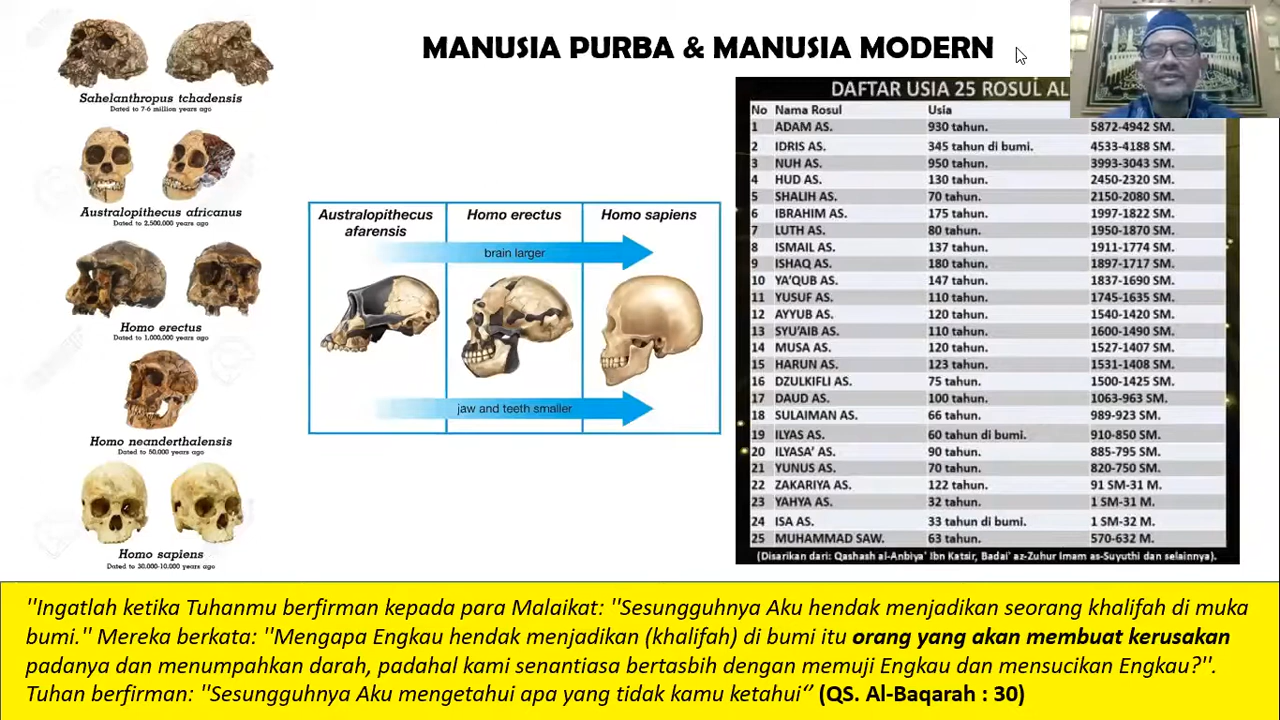 MANUSIA PURBA & MANUSIA MODERN
Sahelanthropus tchadensis
Dated to 7-6 million years ago
Australopithecus africanus
Dated to 2,500,000 years ago
Homo erectus
Dated to 1,000,000 years ago
Homo neanderthalensis
Dated to 50,000 years ago
Homo sapiens
Dated to 30.000-10.000 years ago
Australopithecus afarensis
Homo erectus
Homo sapiens
brain larger
jaw and teeth smaller
DAFTAR USIA 25 ROSUL AL
No Nama Rosul Usia
1 ADAM AS. 930 tahun. 5872-4942 SM.
2 IDRIS AS. 345 tahun di bumi. 4533-4188 SM.
3 NUH AS. 950 tahun. 3993-3043 SM.
4 HUD AS. 130 tahun. 2450-2320 SM.
5 SHALIH AS. 70 tahun. 2150-2080 SM.
6 IBRAHIM AS. 175 tahun. 1997-1822 SM.
7 LUTH AS. 80 tahun. 1950-1870 SM.
8 ISMAIL AS. 137 tahun. 1911-1774 SM.
9 ISHAQ AS. 180 tahun. 1897-1717 SM.
10 YA'QUB AS. 147 tahun. 1837-1690 SM.
11 YUSUF AS. 110 tahun. 1745-1635 SM.
12 AYYUB AS. 120 tahun. 1540-1420 SM.
13 SYU'AIB AS. 110 tahun. 1600-1490 SM.
14 MUSA AS. 120 tahun. 1527-1407 SM.
15 HARUN AS. 123 tahun. 1531-1408 SM.
16 DZULKIFLI AS. 75 tahun. 1500-1425 SM.
17 DAUD AS. 100 tahun. 1063-963 SM.
18 SULAIMAN AS. 66 tahun. 989-923 SM.
19 ILYAS AS. 60 tahun di bumi. 910-850 SM.
20 ILYASA' AS. 90 tahun. 885-795 SM.
21 YUNUS AS. 70 tahun. 820-750 SM.
22 ZAKARIYA AS. 122 tahun. 91 SM-31 M.
23 YAHYA AS. 32 tahun. 1 SM-31 M.
24 ISA AS. 33 tahun di bumi. 1 SM-32 M.
25 MUHAMMAD SAW. 63 tahun. 570-632 M.
(Disarikan dari: Qashash al-Anbiya' Ibn Katsir, Badai' az-Zuhur Imam as-Suyuthi dan selainnya).
"Ingatlah ketika Tuhanmu berfirman kepada para Malaikat: "Sesungguhnya Aku hendak menjadikan seorang khalifah di muka
bumi." Mereka berkata: "Mengapa Engkau hendak menjadikan (khalifah) di bumi itu orang yang akan membuat kerusakan
padanya dan menumpahkan darah, padahal kami senantiasa bertasbih dengan memuji Engkau dan mensucikan Engkau?".
Tuhan berfirman: "Sesungguhnya Aku mengetahui apa yang tidak kamu ketahui" (QS. Al-Baqarah : 30)